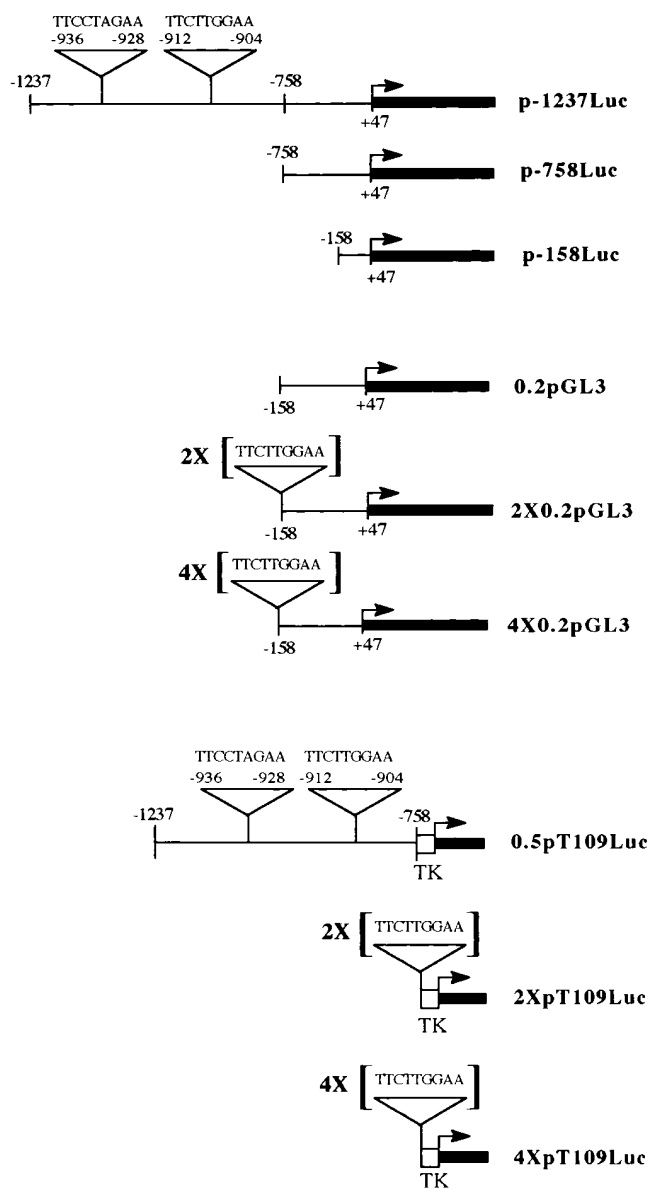 TTCCTAGAA TTCTTGGAA
-936 -928 -912 -904
-1237 -758
+47 p-1237Luc
-758
+47 p-758Luc
-158
+47 p-158Luc
-158 +47 0.2pGL3
2X [ TTCTTGGAA ]
-158 +47 2X0.2pGL3
4X [ TTCTTGGAA ]
-158 +47 4X0.2pGL3
TTCCTAGAA TTCTTGGAA
-936 -928 -912 -904
-1237 -758
TK 0.5pT109Luc
2X [ TTCTTGGAA ]
TK 2XpT109Luc
4X [ TTCTTGGAA ]
TK 4XpT109Luc